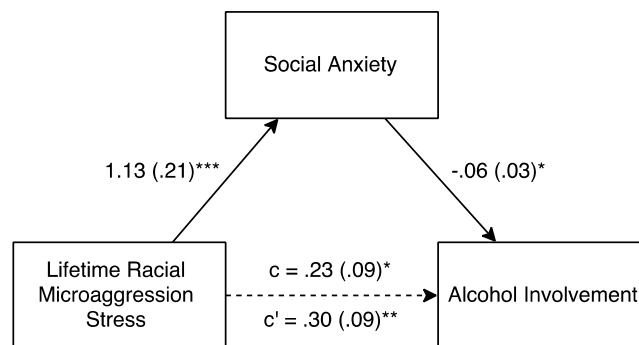 Social Anxiety
1.13 (.21)***
-.06 (.03)*
Lifetime Racial
Microaggression
Stress
c = .23 (.09)*
c' = .30 (.09)**
Alcohol Involvement